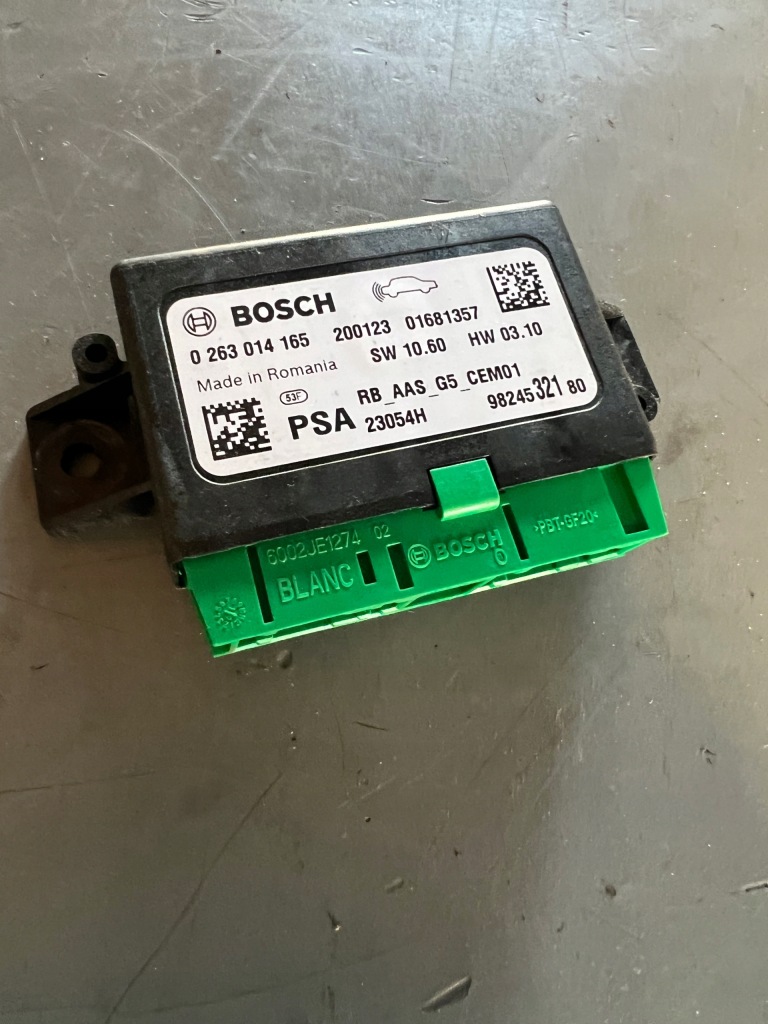 BOSCH
0 263 014 165 200123 01681357
SW 10.60 HW 03.10
Made in Romania
53F RB_AAS_G5_CEM01
PSA 23054H 98245321 80
6002JE1274 02
BLANC
BOSCH
0
>PBT-GF20<